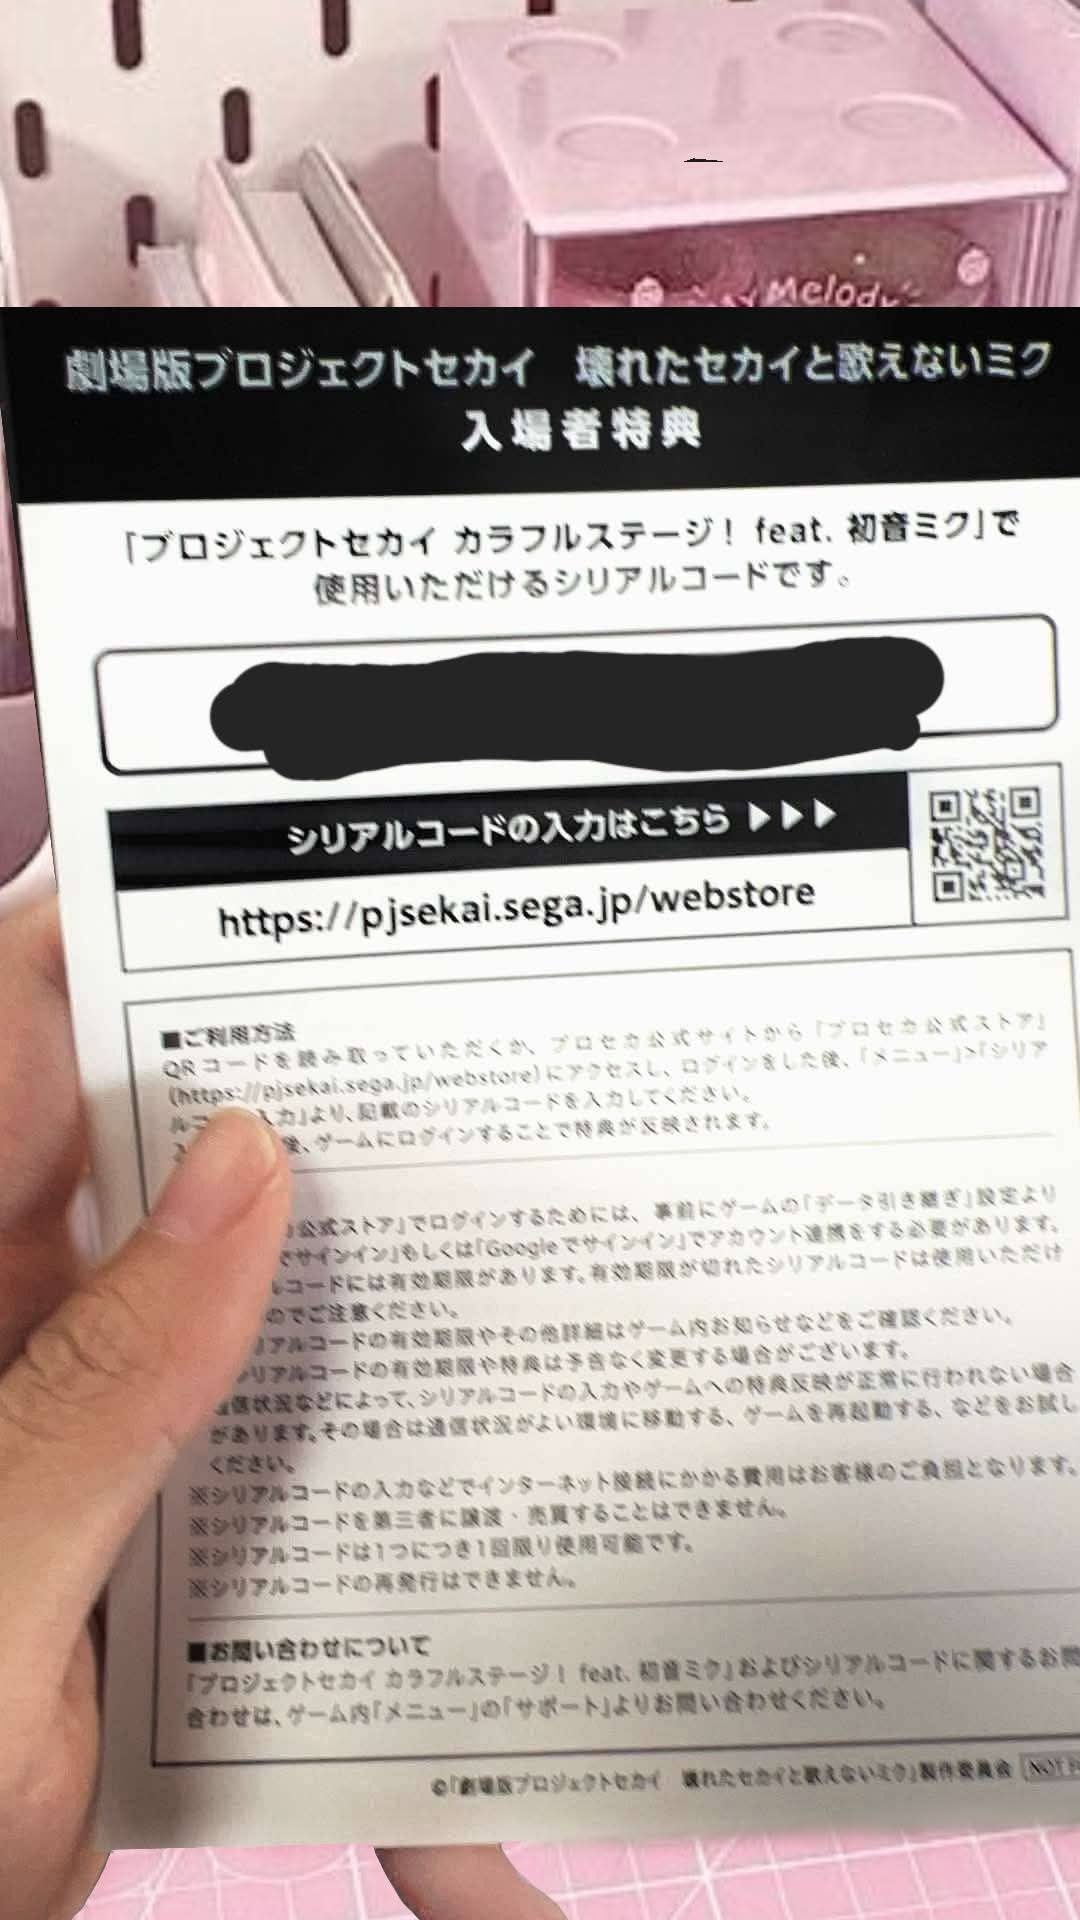 Melody
劇場版プロジェクトセカイ　壊れたセカイと歌えないミク
入場者特典
「プロジェクトセカイ カラフルステージ！ feat. 初音ミク」で
使用いただけるシリアルコードです。
シリアルコードの入力はこちら ▶▶▶
https://pjsekai.sega.jp/webstore
■ご利用方法
QRコードを読み取っていただくか、プロセカ公式サイトから「プロセカ公式ストア」
(https://pjsekai.sega.jp/webstore)にアクセスし、ログインをした後、「メニュー」>「シリア
ルコ 入力」より、記載のシリアルコードを入力してください。
後、ゲームにログインすることで特典が反映されます。
公式ストア」でログインするためには、事前にゲームの「データ引き継ぎ」設定より
でサインイン」もしくは「Googleでサインイン」でアカウント連携をする必要があります。
ルコードには有効期限があります。有効期限が切れたシリアルコードは使用いただけ
のでご注意ください。
リアルコードの有効期限やその他詳細はゲーム内お知らせなどをご確認ください。
シリアルコードの有効期限や特典は予告なく変更する場合がございます。
信状況などによって、シリアルコードの入力やゲームへの特典反映が正常に行われない場合
があります。その場合は通信状況がよい環境に移動する、ゲームを再起動する、などをお試し
ください。
※シリアルコードの入力などでインターネット接続にかかる費用はお客様のご負担となります。
※シリアルコードを第三者に譲渡・売買することはできません。
※シリアルコードは1つにつき1回限り使用可能です。
※シリアルコードの再発行はできません。
■お問い合わせについて
「プロジェクトセカイ カラフルステージ！ feat. 初音ミク」およびシリアルコードに関するお問
合わせは、ゲーム内「メニュー」の「サポート」よりお問い合わせください。
©「劇場版プロジェクトセカイ　壊れたセカイと歌えないミク」製作委員会 NOT